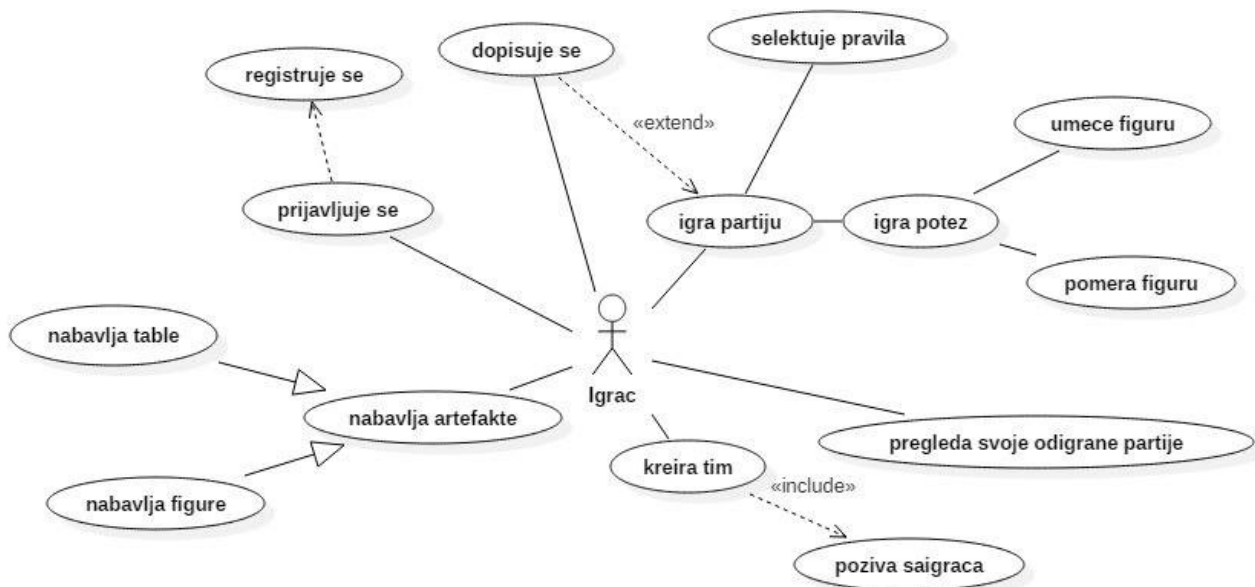 selektuje pravila
dopisuje se
registruje se
«extend»
umece figuru
prijavljuje se
igra partiju
igra potez
pomera figuru
nabavlja table
Igrac
nabavlja artefakte
pregleda svoje odigrane partije
kreira tim
«include»
nabavlja figure
poziva saigraca